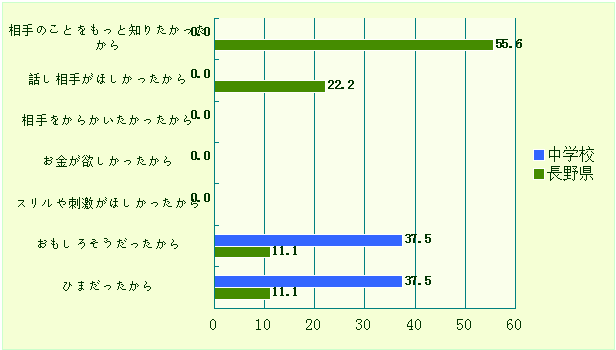 相手のことをもっと知りたかった
から
0.0
55.6
話し相手がほしかったから
0.0
22.2
相手をからかいたかったから
0.0
お金が欲しかったから
0.0
スリルや刺激がほしかったから
0.0
おもしろそうだったから
37.5
11.1
ひまだったから
37.5
11.1
中学校
長野県
0 10 20 30 40 50 60